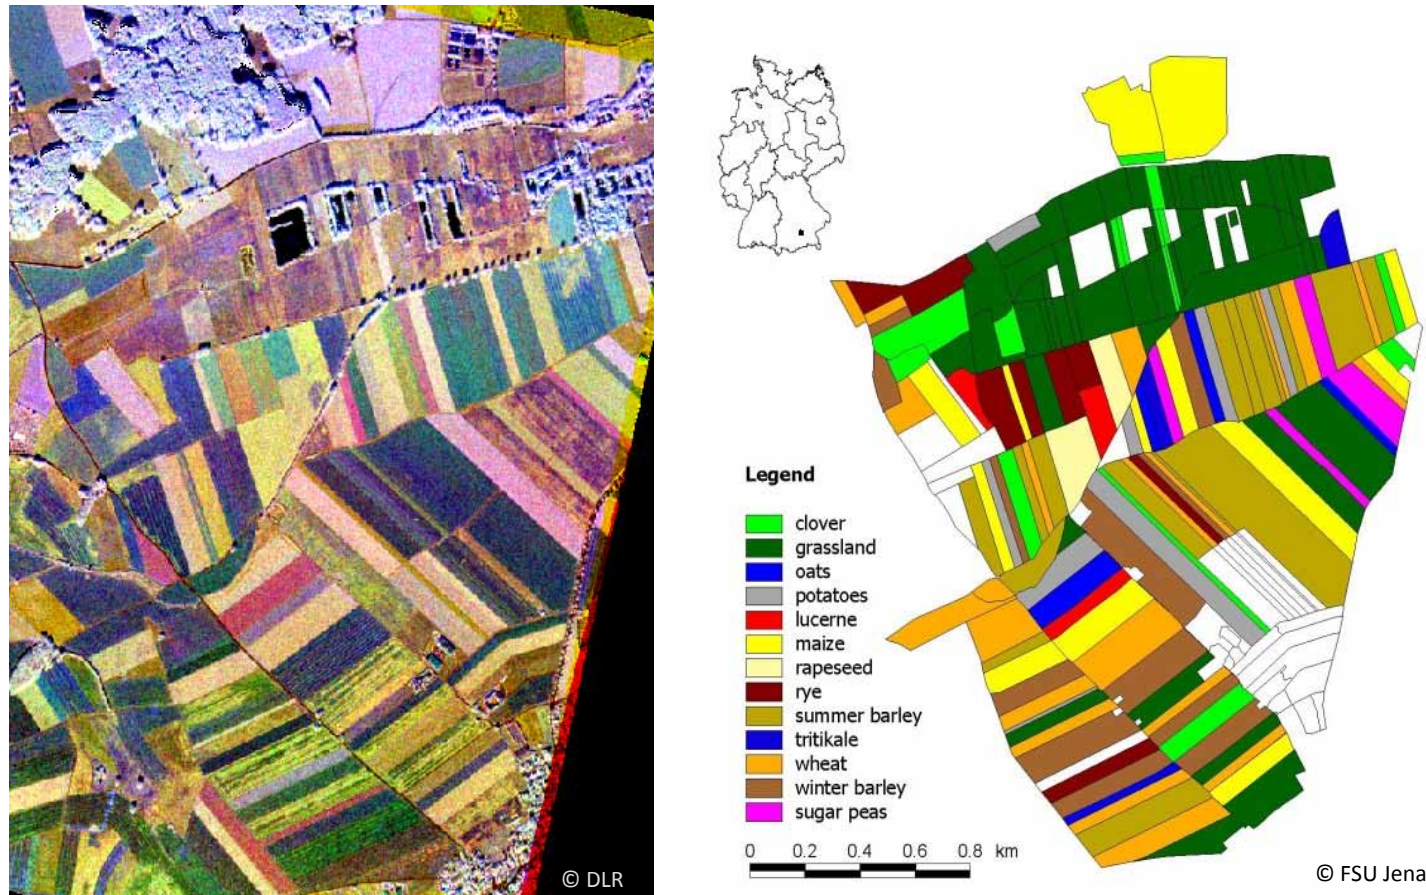 Legend
clover
grassland
oats
potatoes
lucerne
maize
rapeseed
rye
summer barley
tritikale
wheat
winter barley
sugar peas
0 0.2 0.4 0.6 0.8 km
© DLR
© FSU Jena